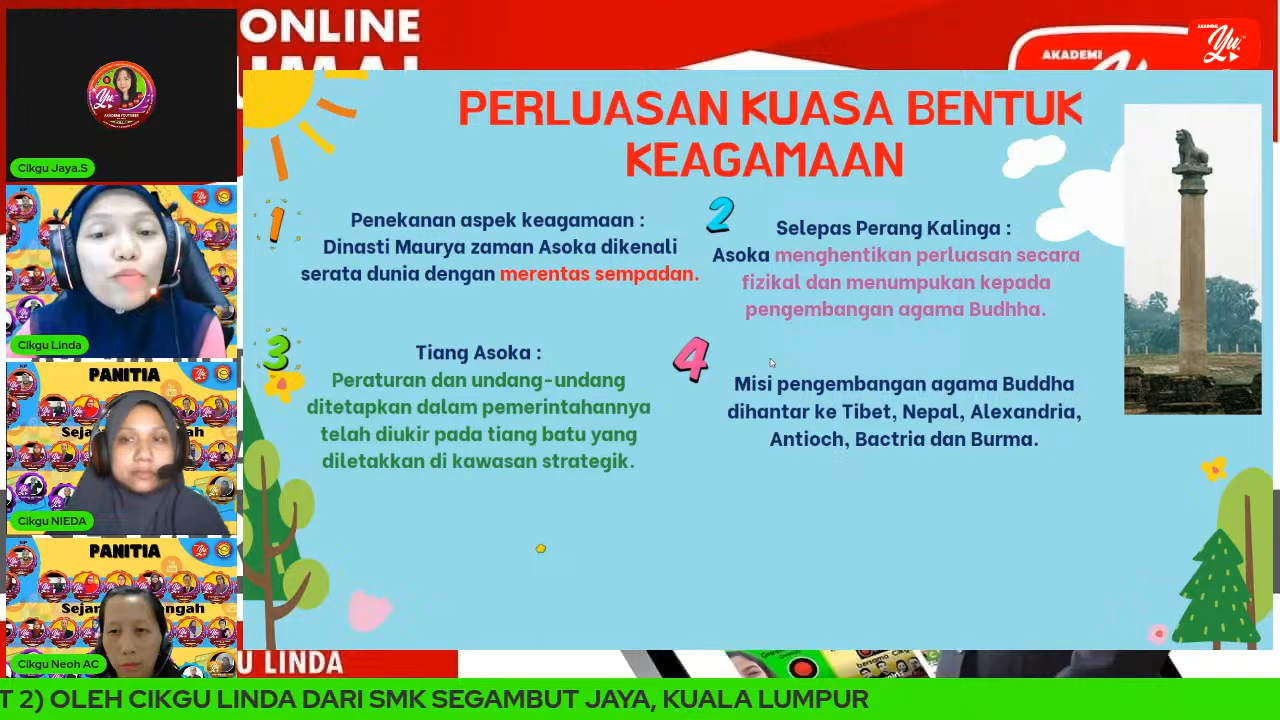 ONLINE
AKADEMI
AKADEMI
Yu.
PERLUASAN KUASA BENTUK
KEAGAMAAN
1
Penekanan aspek keagamaan :
Dinasti Maurya zaman Asoka dikenali
serata dunia dengan merentas sempadan.
2
Selepas Perang Kalinga :
Asoka menghentikan perluasan secara
fizikal dan menumpukan kepada
pengembangan agama Budhha.
3
Tiang Asoka :
Peraturan dan undang-undang
ditetapkan dalam pemerintahannya
telah diukir pada tiang batu yang
diletakkan di kawasan strategik.
4
Misi pengembangan agama Buddha
dihantar ke Tibet, Nepal, Alexandria,
Antioch, Bactria dan Burma.
Cikgu Jaya.S
Cikgu Linda
PANITIA
Cikgu NIEDA
PANITIA
Cikgu Neoh AC
U LINDA
T 2) OLEH CIKGU LINDA DARI SMK SEGAMBUT JAYA, KUALA LUMPUR